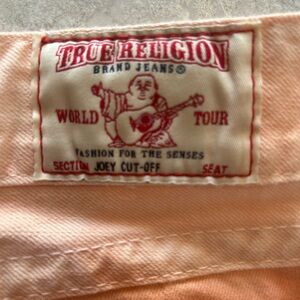 TRUE RELIGION
BRAND JEANS®
WORLD TOUR
FASHION FOR THE SENSES
SECTION JOEY CUT-OFF SEAT